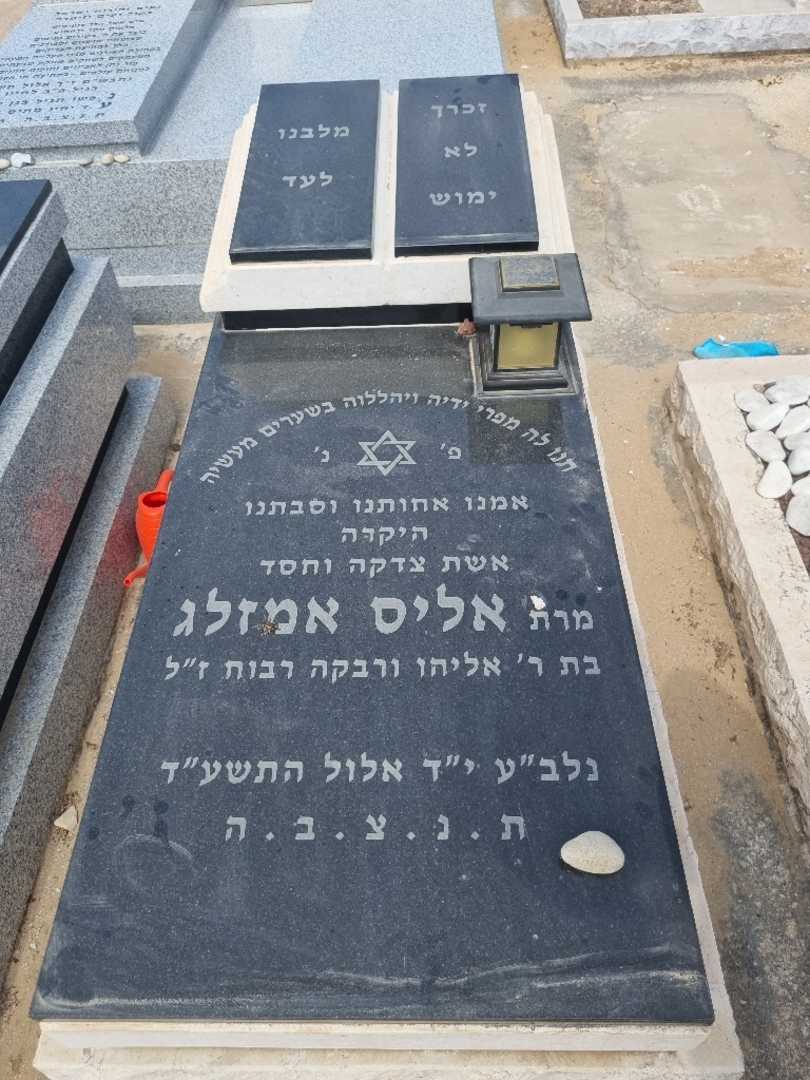 זכרך
לא
ימוש
מלבנו
לעד
תנו לה מפרי ידיה ויהללוה בשערים מעשיה
פ' נ'
אמנו אחותנו וסבתנו
היקרה
אשת צדקה וחסד
מרת אליס אמזלג
בת ר' אליהו ורבקה רבוח ז"ל
נלב"ע י"ד אלול התשע"ד
ת.נ.צ.ב.ה